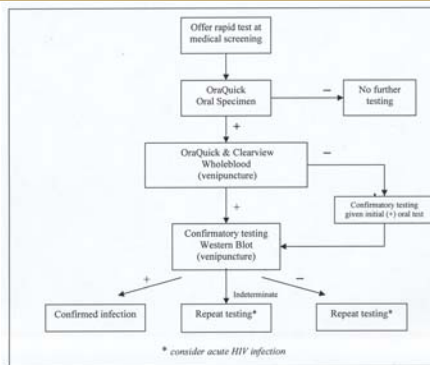 Offer rapid test at
medical screening
OraQuick
Oral Specimen
–
No further
testing
+
OraQuick & Clearview
Wholeblood
(venipuncture)
–
+
Confirmatory testing
given initial (+) oral test
Confirmatory testing
Western Blot
(venipuncture)
+
Indeterminate
–
Confirmed infection
Repeat testing*
Repeat testing*
* consider acute HIV infection